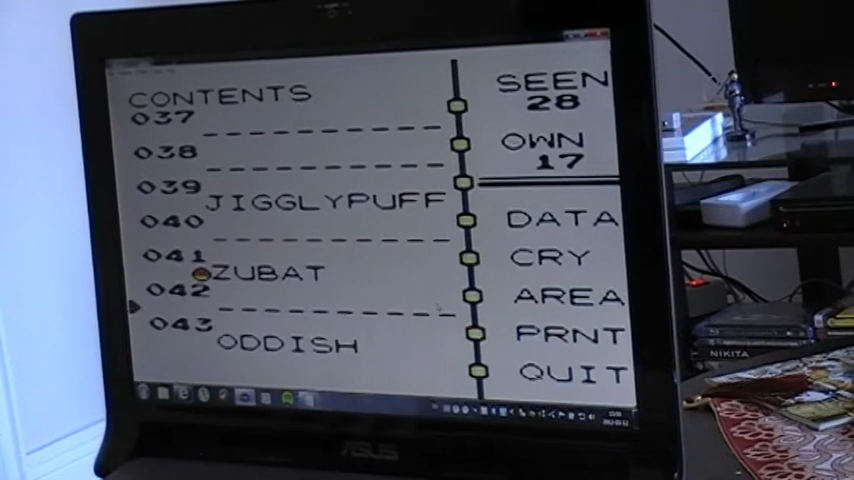 CONTENTS
037
038
039
JIGGLYPUFF
040
041
ZUBAT
042
043
ODDISH
SEEN
28
OWN
17
DATA
CRY
AREA
PRNT
QUIT
ASUS
NIKITA